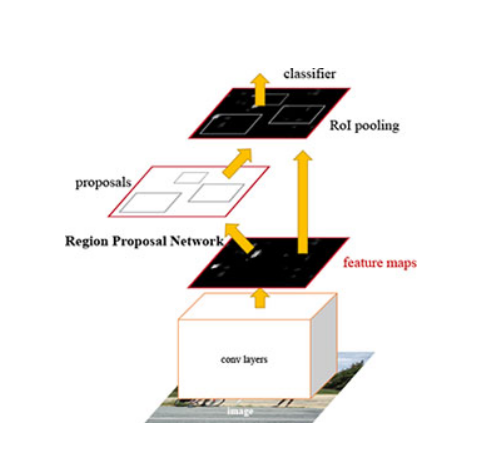 classifier
RoI pooling
proposals
Region Proposal Network
feature maps
conv layers
image